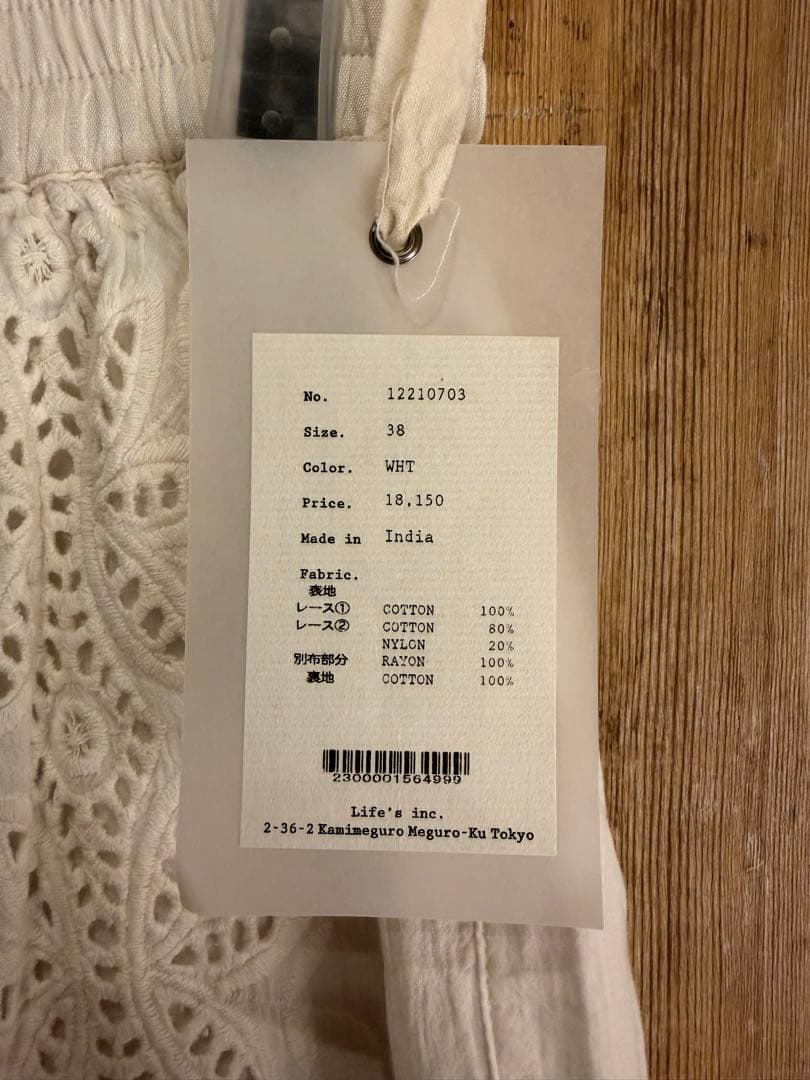 No. 12210703
Size. 38
Color. WHT
Price. 18,150
Made in India
Fabric.
表地
レース① COTTON 100%
レース② COTTON 80%
NYLON 20%
別布部分 RAYON 100%
裏地 COTTON 100%
2300001564999
Life's inc.
2-36-2 Kamimeguro Meguro-Ku Tokyo